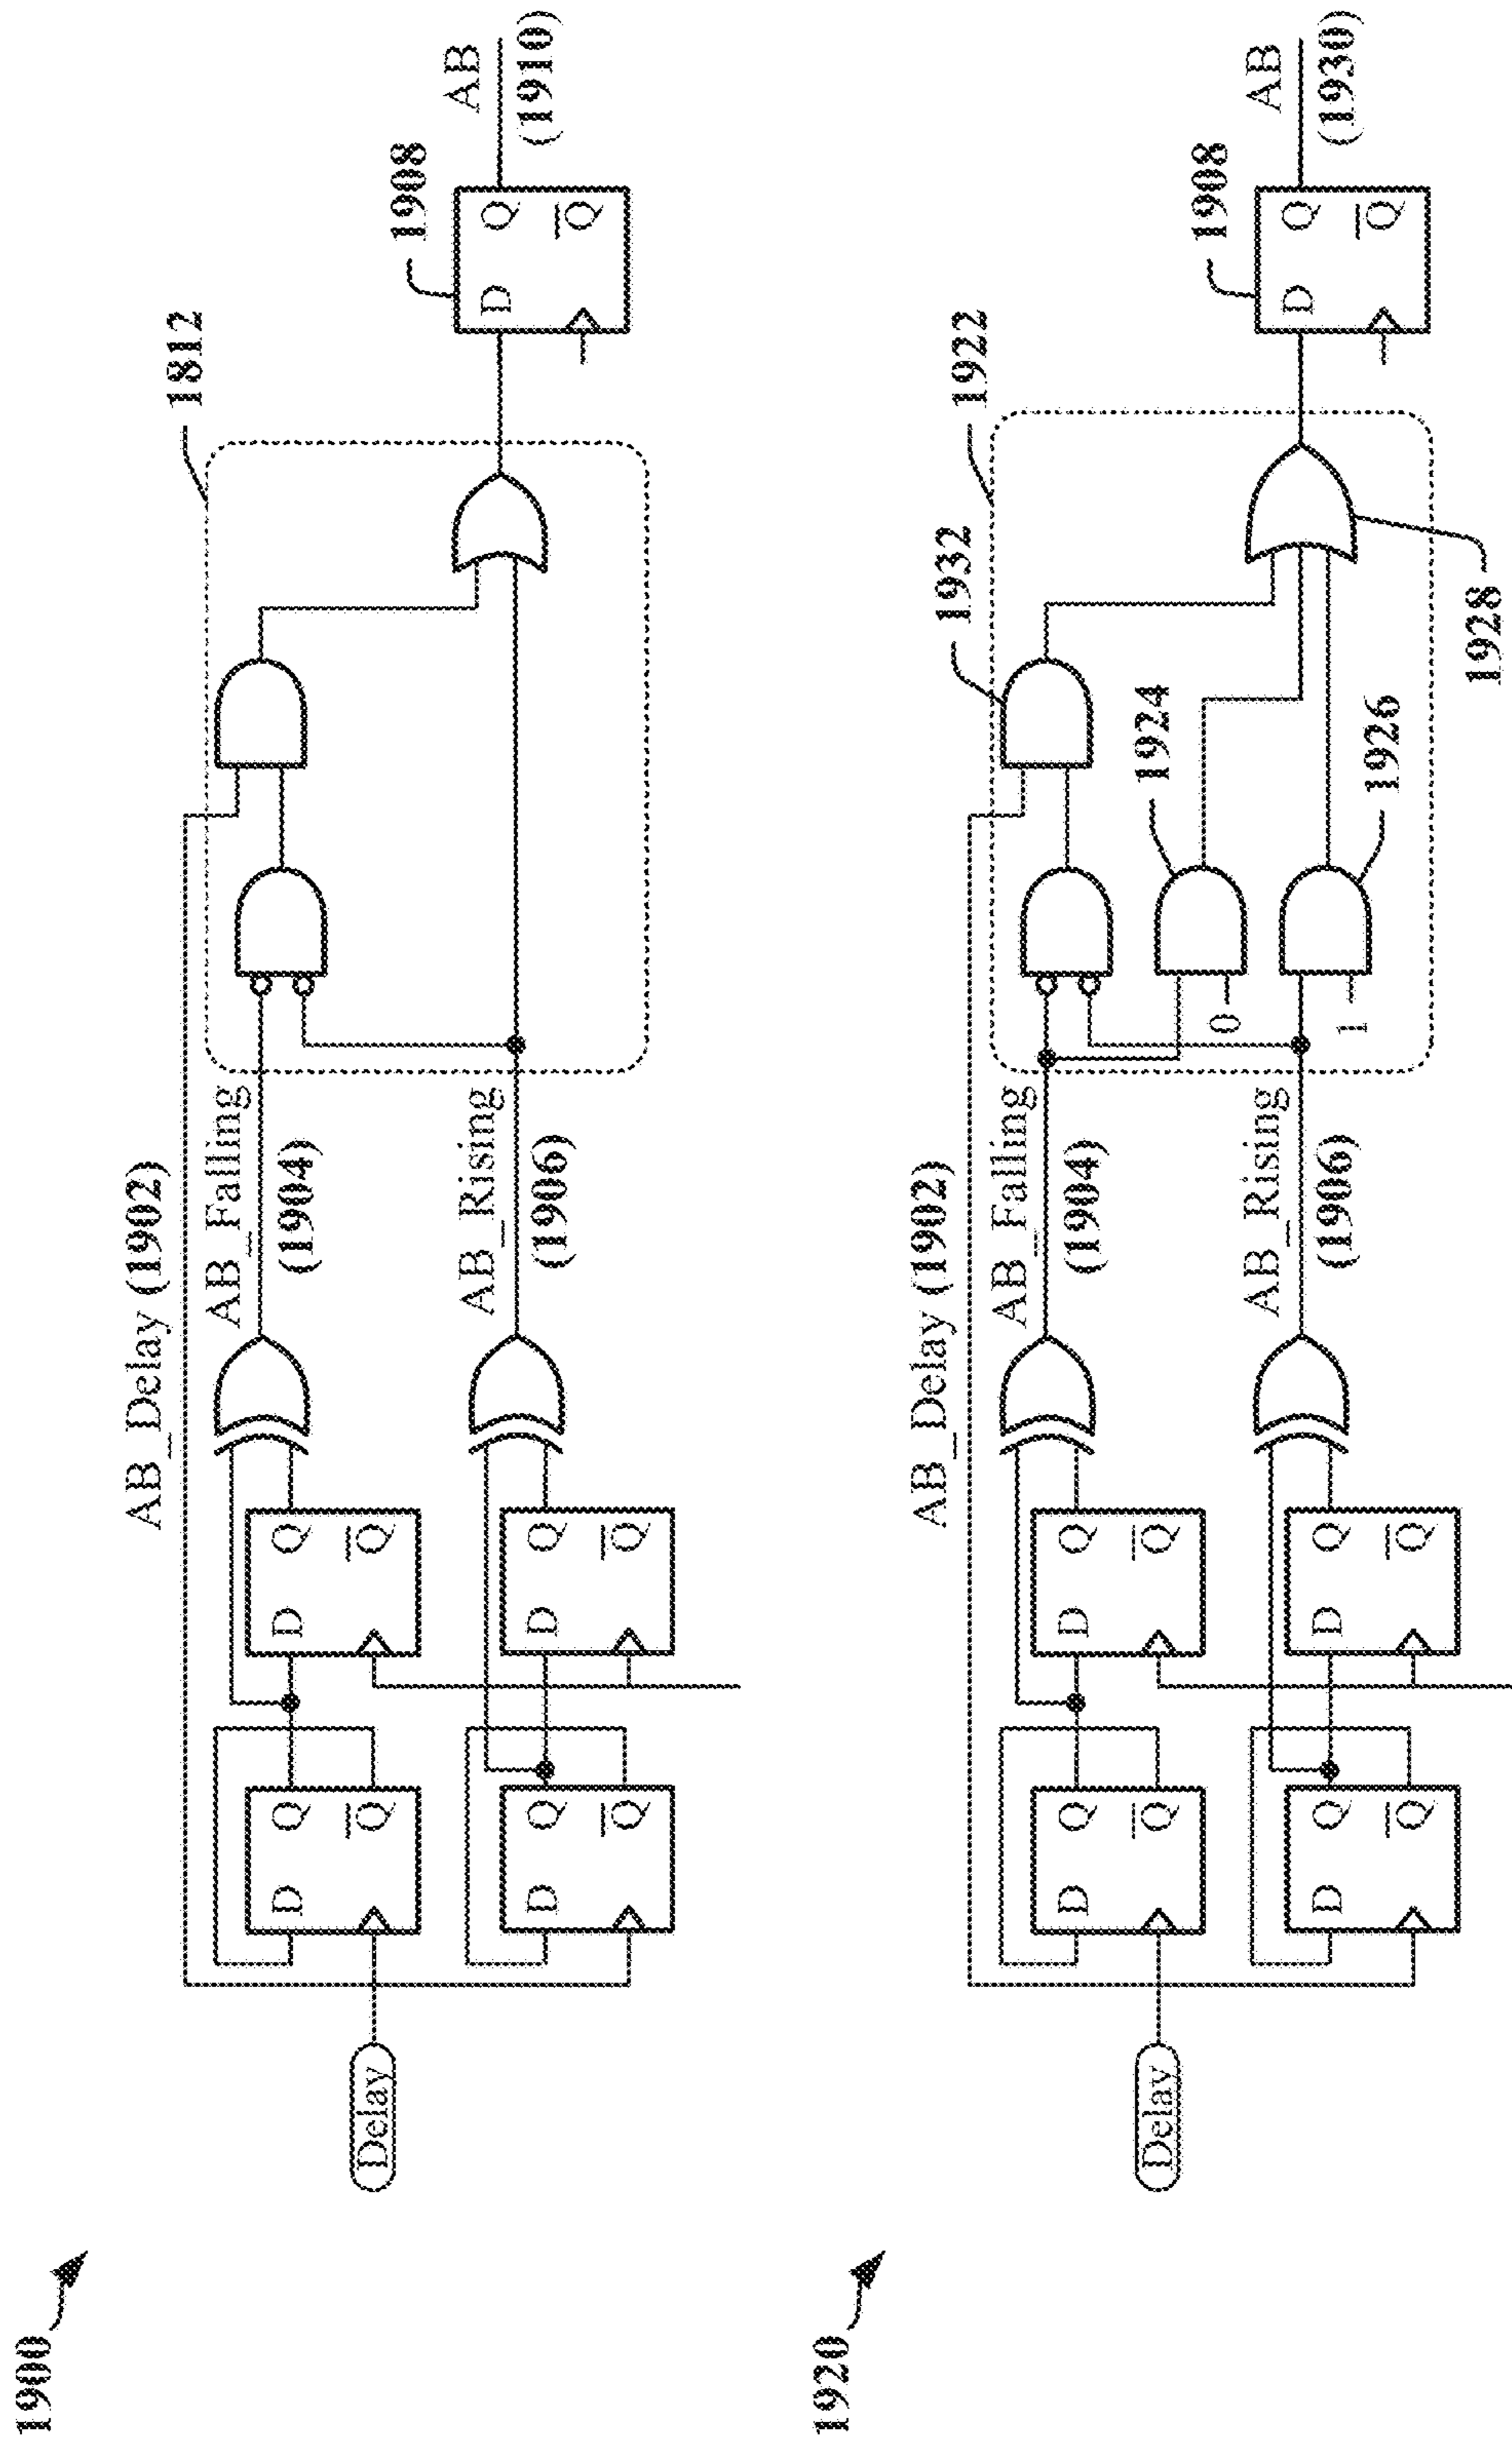 1900
1812
AB_Delay (1902)
AB_Falling
(1904)
AB_Rising
(1906)
1908
AB
(1910)
Delay
D
Q
Q
D
Q
Q
D
Q
Q
D
Q
Q
D
Q
Q
1920
1922
AB_Delay (1902)
AB_Falling
(1904)
AB_Rising
(1906)
1932
1924
0
1
1926
1928
1908
AB
(1930)
Delay
D
Q
Q
D
Q
Q
D
Q
Q
D
Q
Q
D
Q
Q